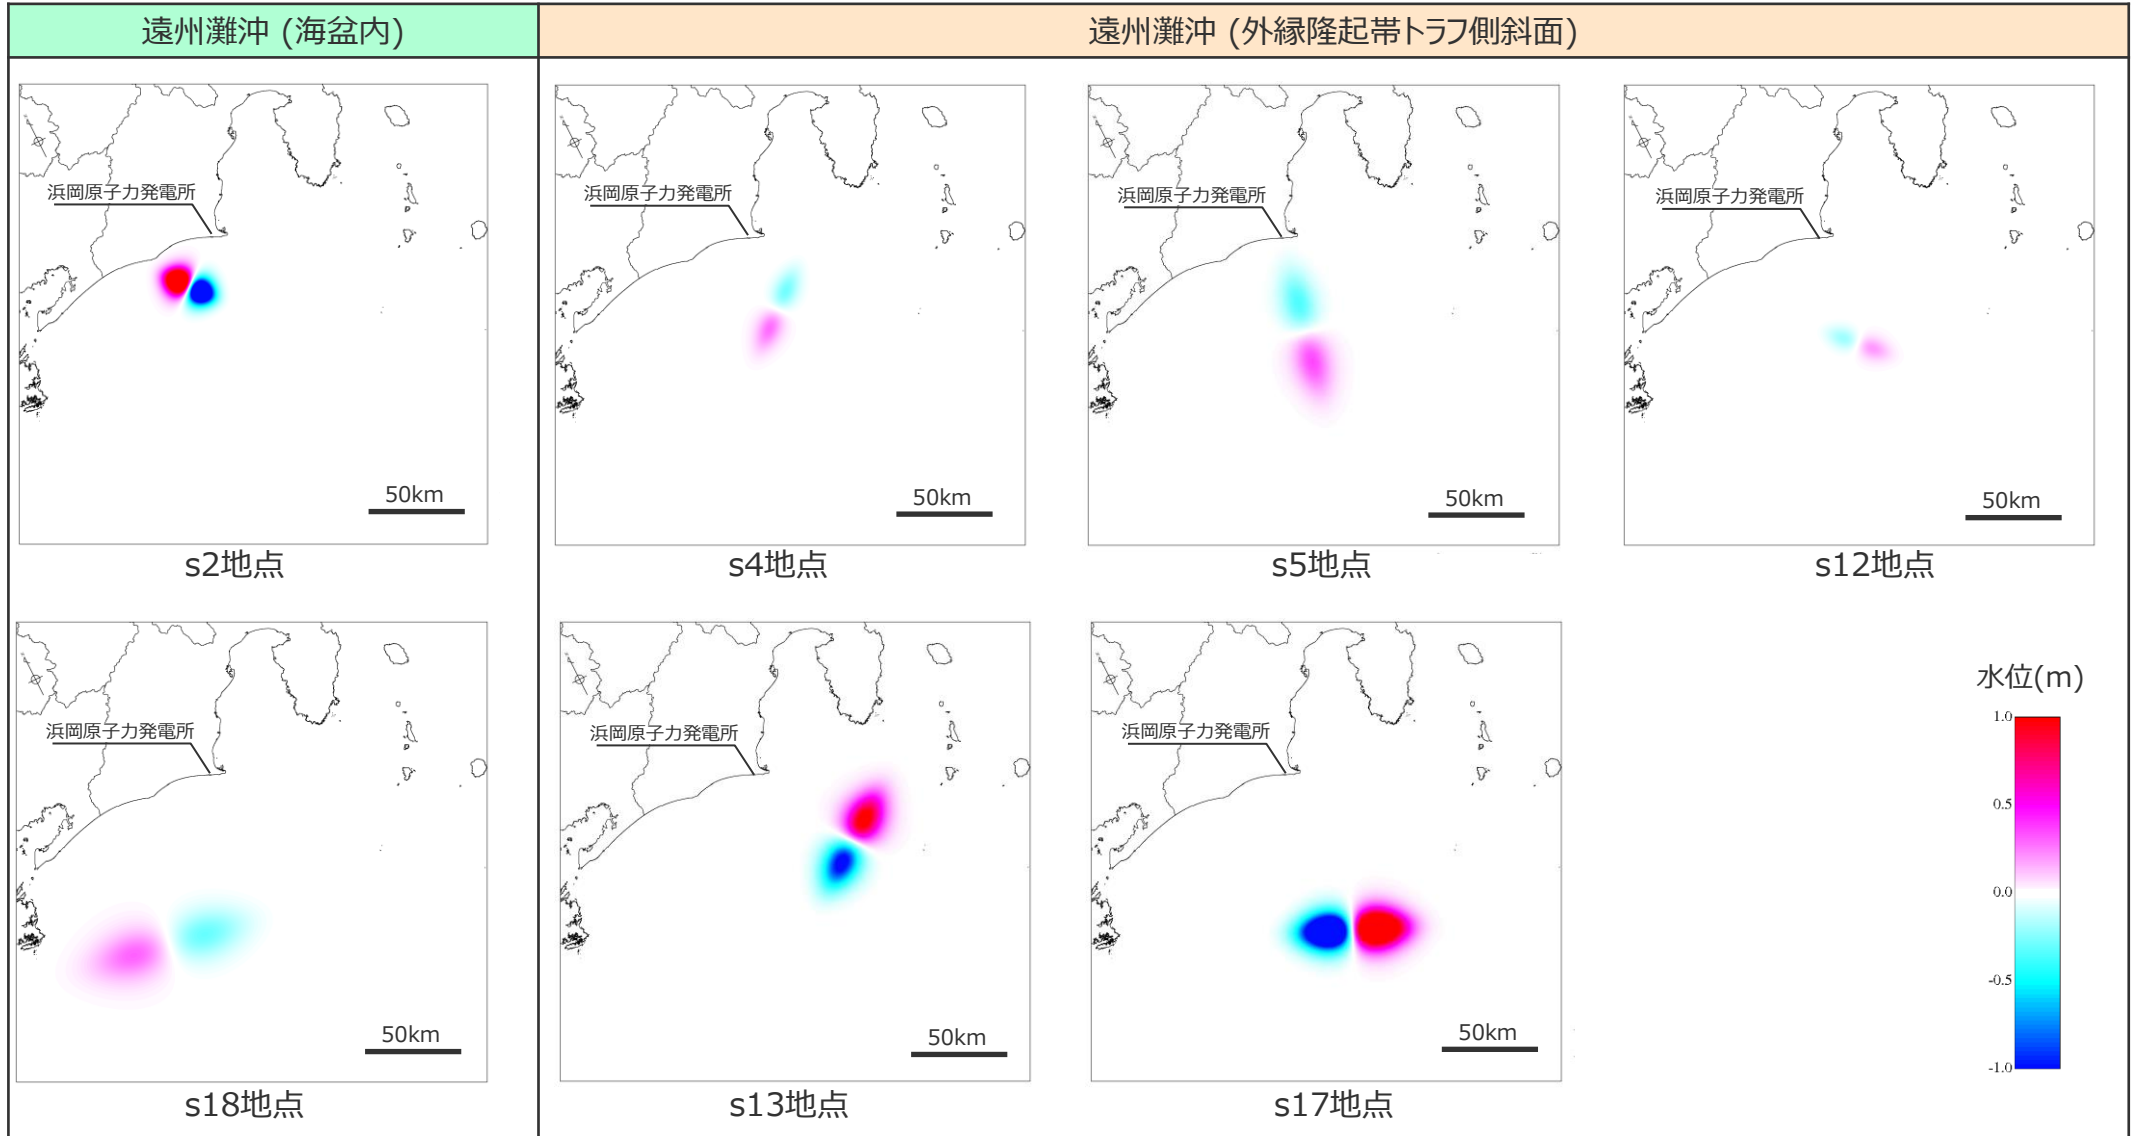 遠州灘沖 (海盆内)
遠州灘沖 (外縁隆起帯トラフ側斜面)
浜岡原子力発電所
50km
s2地点
浜岡原子力発電所
50km
s4地点
浜岡原子力発電所
50km
s5地点
浜岡原子力発電所
50km
s12地点
浜岡原子力発電所
50km
s18地点
浜岡原子力発電所
50km
s13地点
浜岡原子力発電所
50km
s17地点
水位(m)
1.0
0.5
0.0
-0.5
-1.0